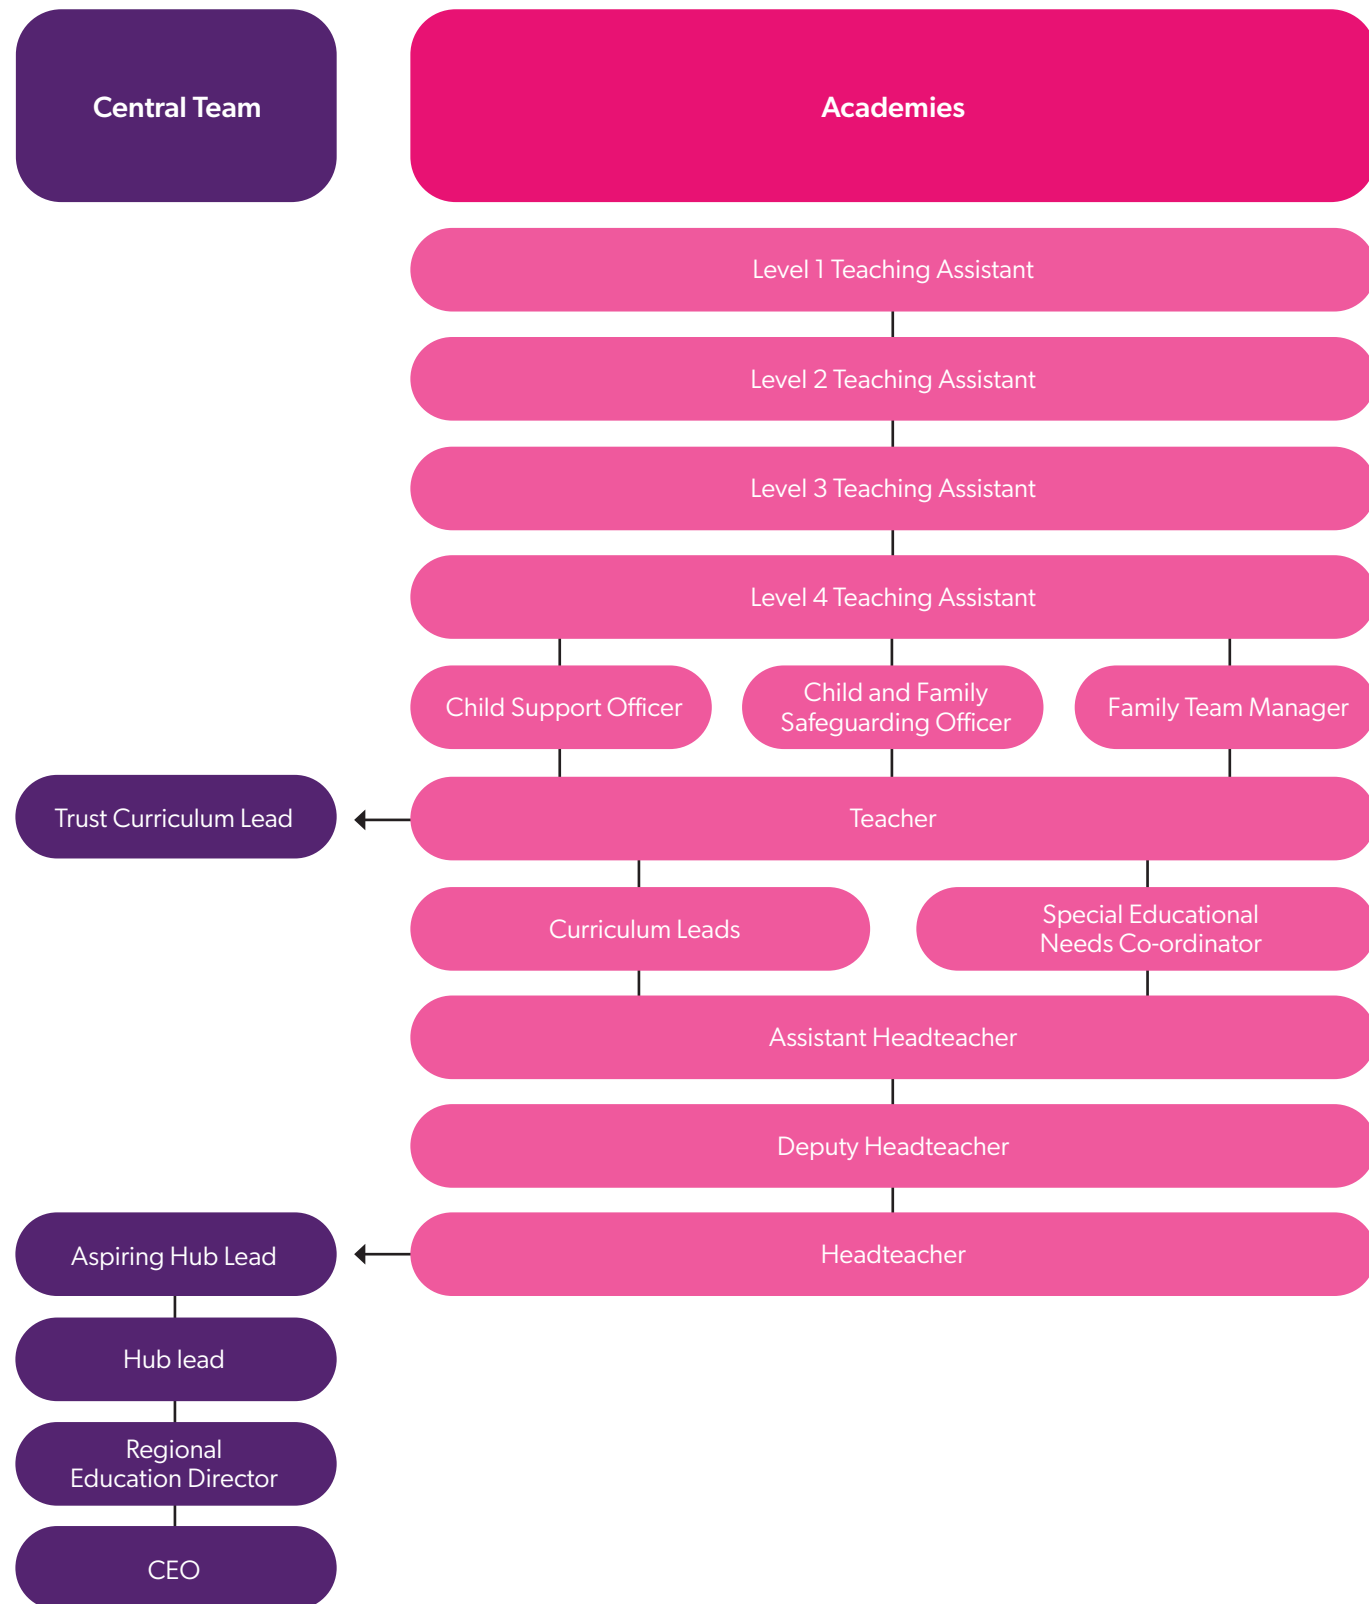 Central Team
Academies
Level 1 Teaching Assistant
Level 2 Teaching Assistant
Level 3 Teaching Assistant
Level 4 Teaching Assistant
Child Support Officer
Child and Family
Safeguarding Officer
Family Team Manager
Trust Curriculum Lead
Teacher
Curriculum Leads
Special Educational
Needs Co-ordinator
Assistant Headteacher
Deputy Headteacher
Aspiring Hub Lead
Headteacher
Hub lead
Regional
Education Director
CEO